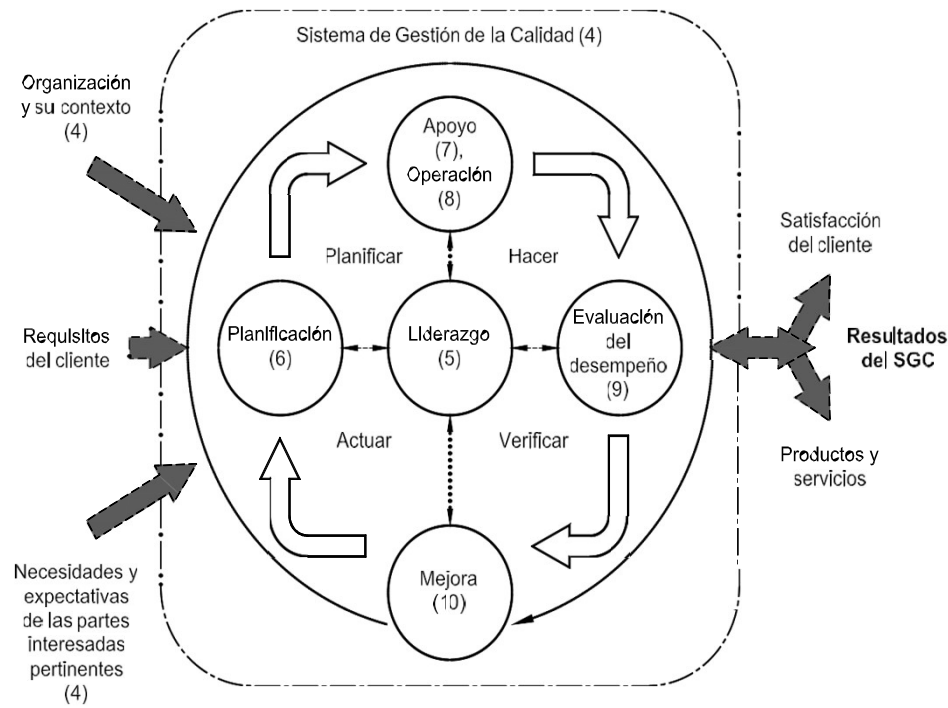 Sistema de Gestión de la Calidad (4)
Organización
y su contexto
(4)
Requisitos
del cliente
Necesidades y
expectativas
de las partes
interesadas
pertinentes
(4)
Apoyo
(7),
Operación
(8)
Planificar
Hacer
Planificación
(6)
Liderazgo
(5)
Evaluación
del
desempeño
(9)
Actuar
Verificar
Mejora
(10)
Satisfacción
del cliente
Resultados
del SGC
Productos y
servicios